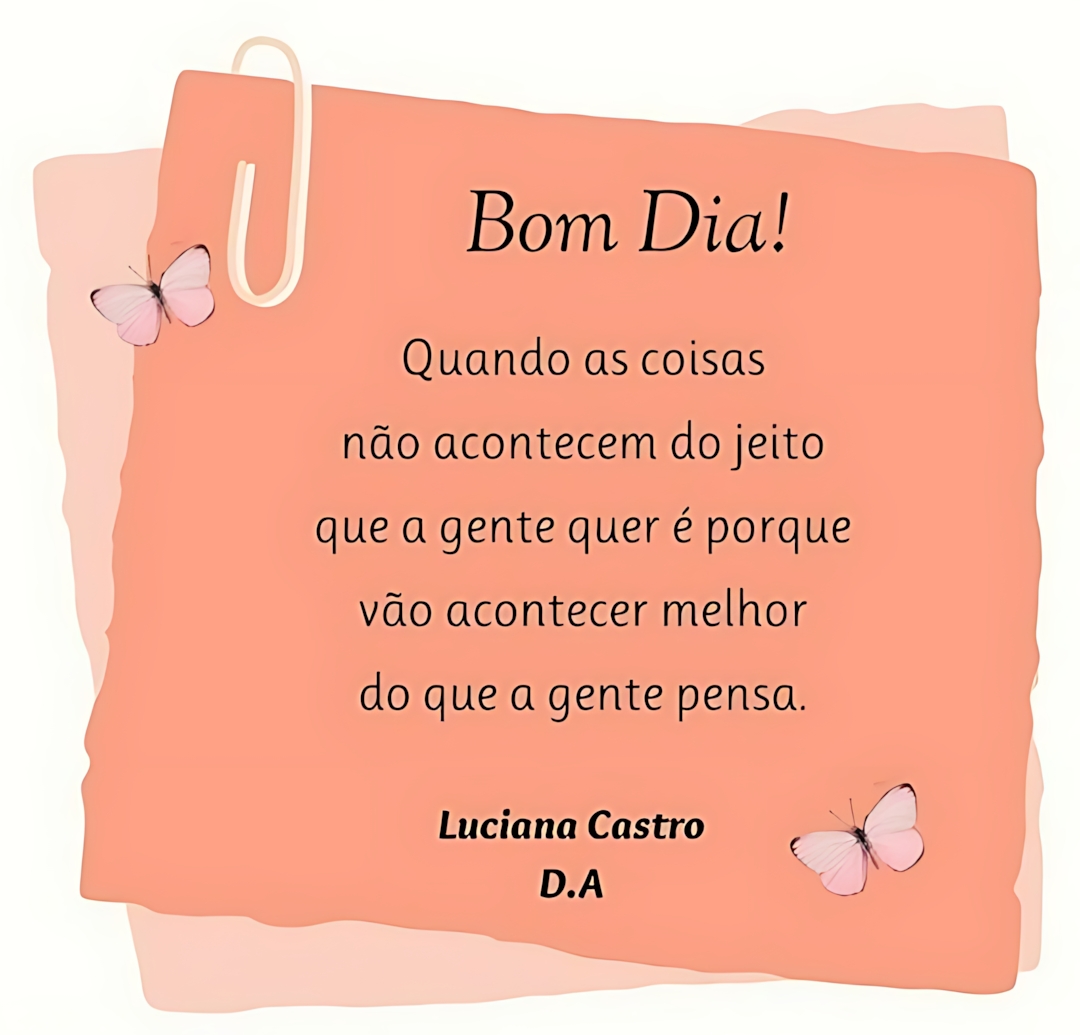 Bom Dia!
Quando as coisas
não acontecem do jeito
que a gente quer é porque
vão acontecer melhor
do que a gente pensa.
Luciana Castro
D.A